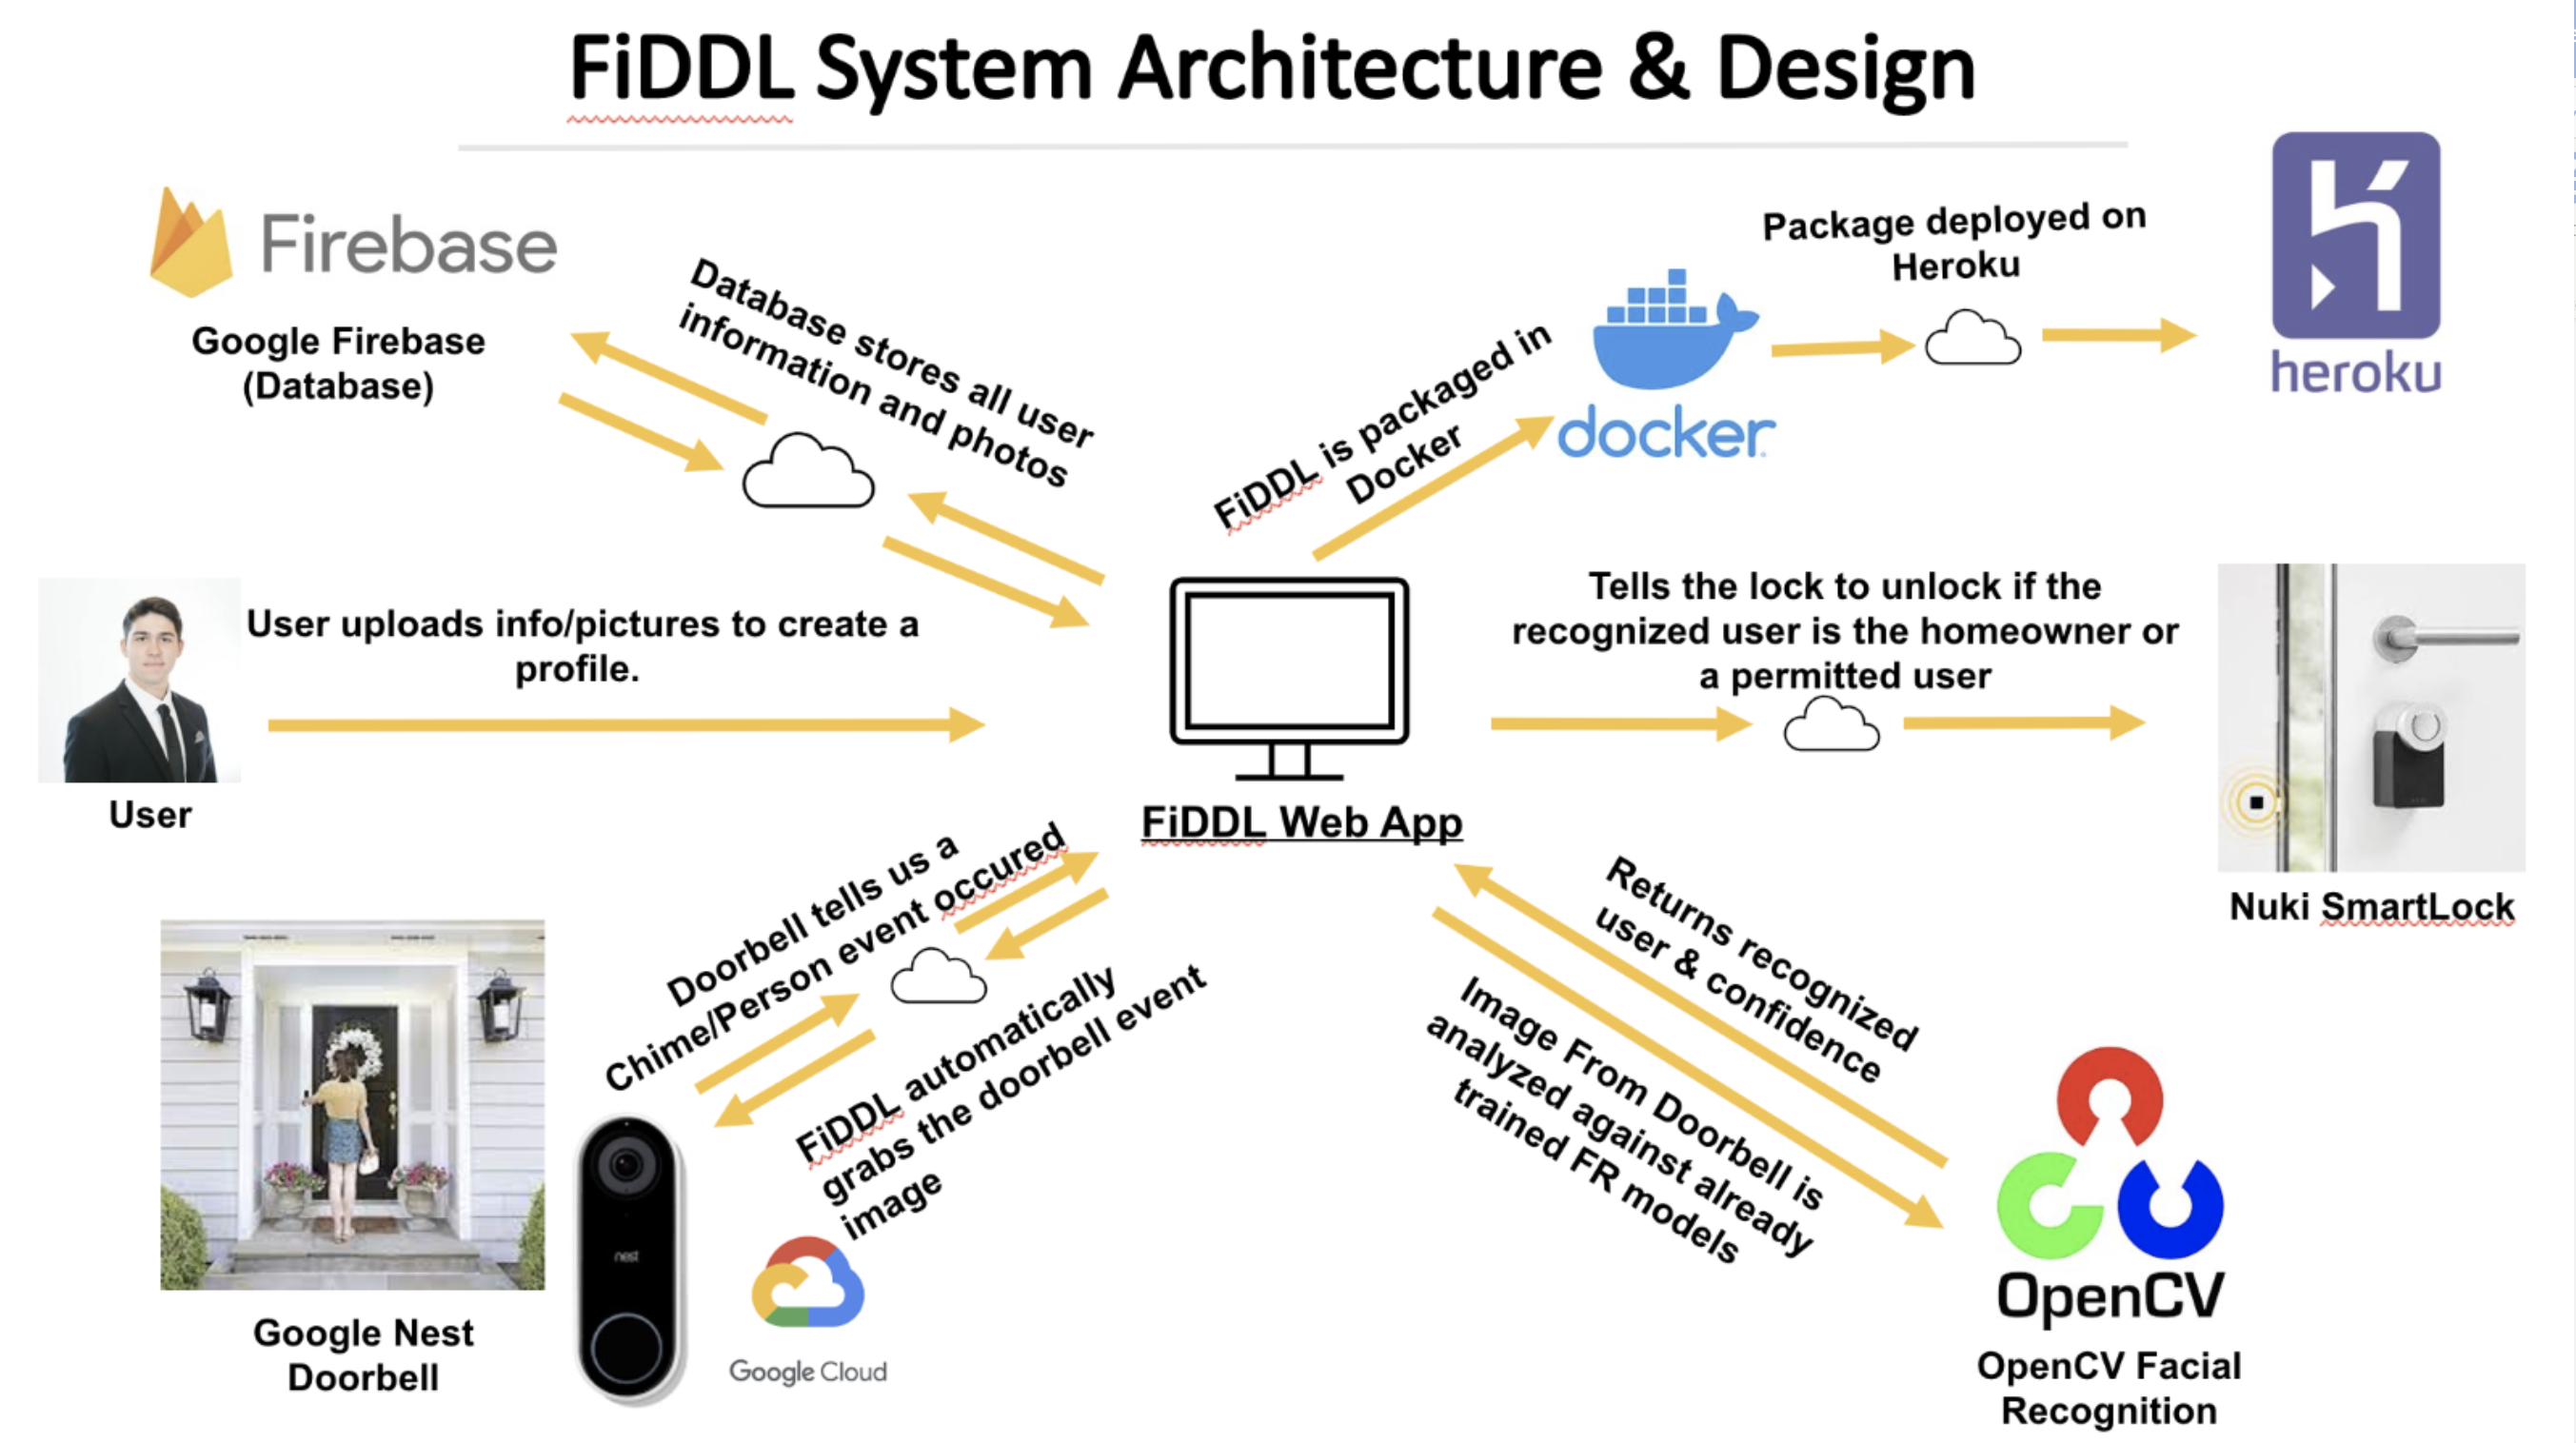 FiDDL System Architecture & Design
Firebase
Google Firebase
(Database)
Database stores all user
information and photos
FiDDL is packaged in
Docker
docker
Package deployed on
Heroku
heroku
User uploads info/pictures to create a
profile.
User
FiDDL Web App
Tells the lock to unlock if the
recognized user is the homeowner or
a permitted user
Nuki SmartLock
Doorbell tells us a
Chime/Person event occured
FiDDL automatically
grabs the doorbell event
image
nest
Google Nest
Doorbell
Google Cloud
Returns recognized
user & confidence
Image From Doorbell is
analyzed against already
trained FR models
OpenCV
OpenCV Facial
Recognition